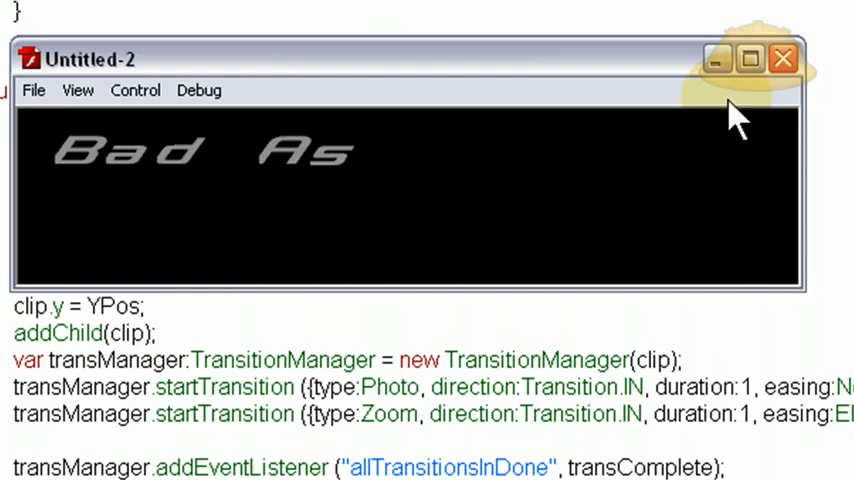 }
Untitled-2
File View Control Debug
Bad As
clip.y = YPos;
addChild(clip);
var transManager:TransitionManager = new TransitionManager(clip);
transManager.startTransition ({type:Photo, direction:Transition.IN, duration:1, easing:N
transManager.startTransition ({type:Zoom, direction:Transition.IN, duration:1, easing:El
transManager.addEventListener ("allTransitionsInDone", transComplete);